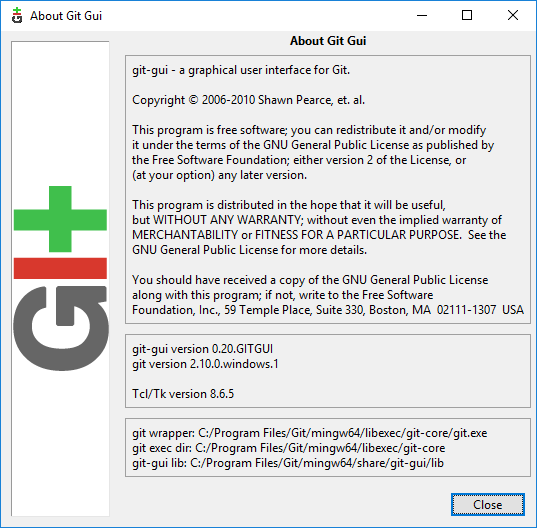 About Git Gui
About Git Gui
git-gui - a graphical user interface for Git.
Copyright © 2006-2010 Shawn Pearce, et. al.
This program is free software; you can redistribute it and/or modify
it under the terms of the GNU General Public License as published by
the Free Software Foundation; either version 2 of the License, or
(at your option) any later version.
This program is distributed in the hope that it will be useful,
but WITHOUT ANY WARRANTY; without even the implied warranty of
MERCHANTABILITY or FITNESS FOR A PARTICULAR PURPOSE.  See the
GNU General Public License for more details.
You should have received a copy of the GNU General Public License
along with this program; if not, write to the Free Software
Foundation, Inc., 59 Temple Place, Suite 330, Boston, MA  02111-1307  USA
git-gui version 0.20.GITGUI
git version 2.10.0.windows.1
Tcl/Tk version 8.6.5
git wrapper: C:/Program Files/Git/mingw64/libexec/git-core/git.exe
git exec dir: C:/Program Files/Git/mingw64/libexec/git-core
git-gui lib: C:/Program Files/Git/mingw64/share/git-gui/lib
Close